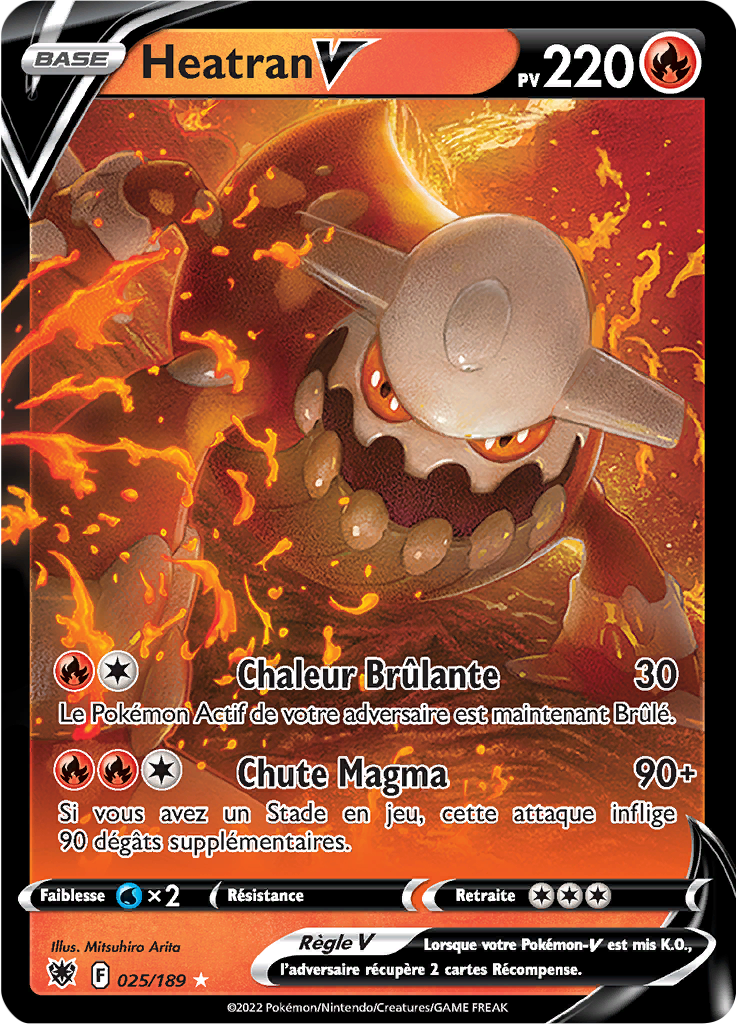 BASE
HeatranV
PV 220
Chaleur Brûlante 30
Le Pokémon Actif de votre adversaire est maintenant Brûlé.
Chute Magma 90+
Si vous avez un Stade en jeu, cette attaque inflige
90 dégâts supplémentaires.
Faiblesse ×2 Résistance Retraite
Illus. Mitsuhiro Arita
Règle V Lorsque votre Pokémon-V est mis K.O.,
l'adversaire récupère 2 cartes Récompense.
F 025/189
©2022 Pokémon/Nintendo/Creatures/GAME FREAK